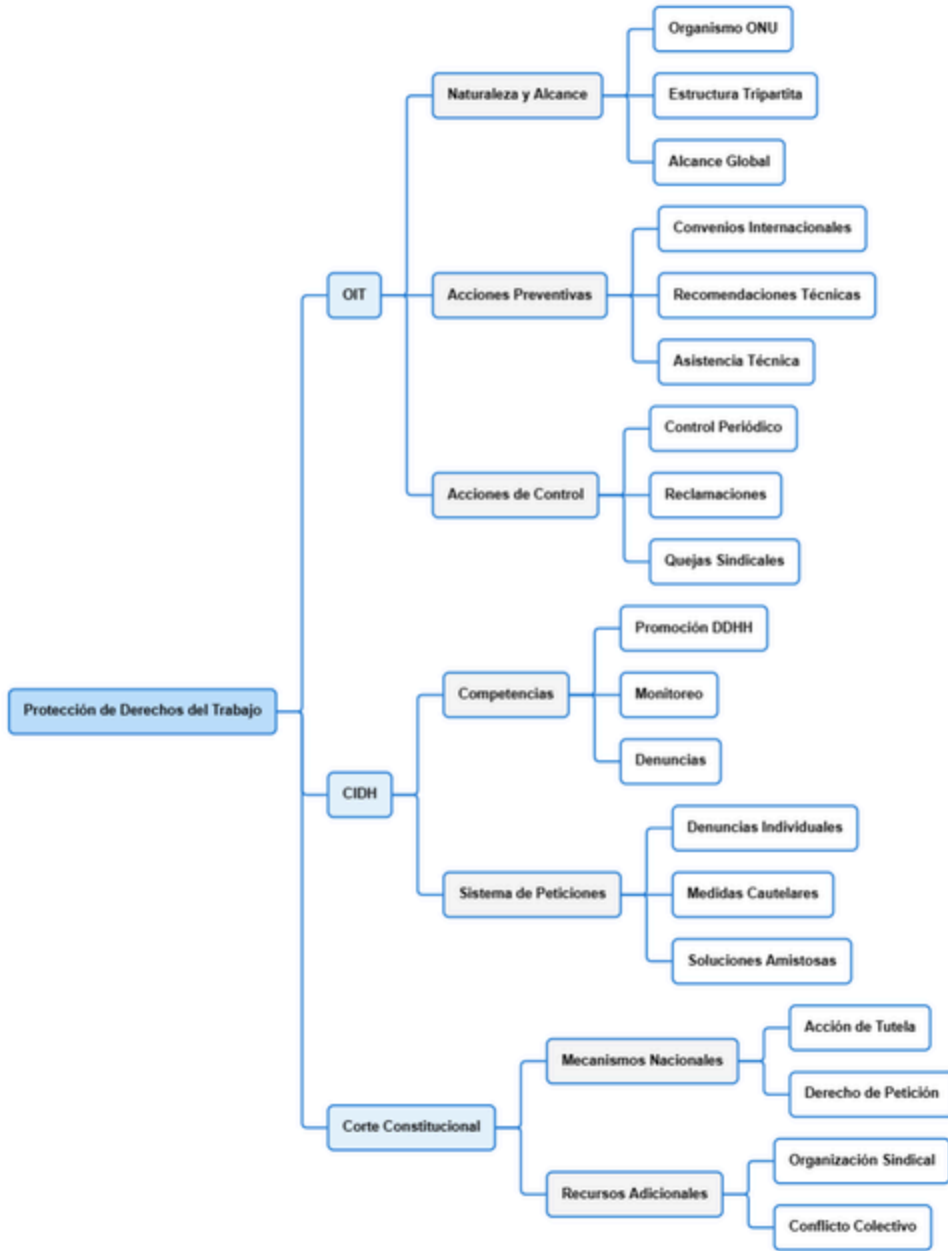 Protección de Derechos del Trabajo
OIT
Naturaleza y Alcance
Organismo ONU
Estructura Tripartita
Alcance Global
Acciones Preventivas
Convenios Internacionales
Recomendaciones Técnicas
Asistencia Técnica
Acciones de Control
Control Periódico
Reclamaciones
Quejas Sindicales
CIDH
Competencias
Promoción DDHH
Monitoreo
Denuncias
Sistema de Peticiones
Denuncias Individuales
Medidas Cautelares
Soluciones Amistosas
Corte Constitucional
Mecanismos Nacionales
Acción de Tutela
Derecho de Petición
Recursos Adicionales
Organización Sindical
Conflicto Colectivo